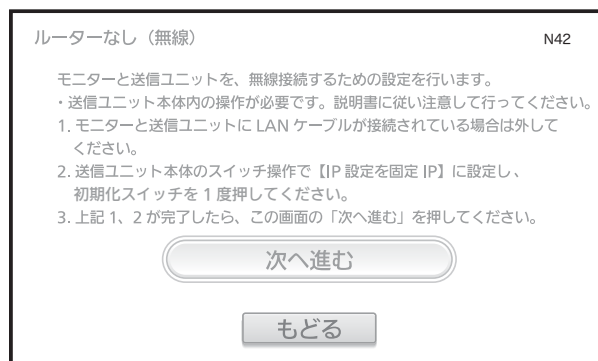 ルーターなし（無線）
N42
モニターと送信ユニットを、無線接続するための設定を行います。
・送信ユニット本体内の操作が必要です。説明書に従い注意して行ってください。
1. モニターと送信ユニットに LAN ケーブルが接続されている場合は外して
ください。
2. 送信ユニット本体のスイッチ操作で【IP 設定を固定 IP】に設定し、
初期化スイッチを 1 度押してください。
3. 上記 1、2 が完了したら、この画面の「次へ進む」を押してください。
次へ進む
もどる